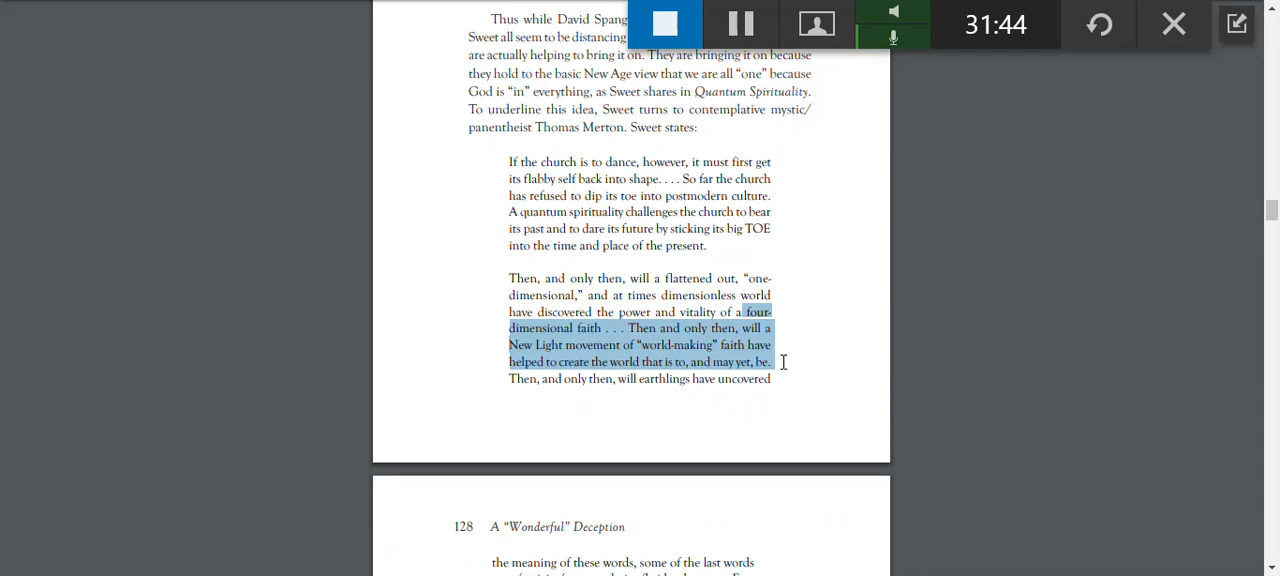 31:44
Thus while David Spang
Sweet all seem to be distancing
are actually helping to bring it on. They are bringing it on because
they hold to the basic New Age view that we are all “one” because
God is “in” everything, as Sweet shares in Quantum Spirituality.
To underline this idea, Sweet turns to contemplative mystic/
panentheist Thomas Merton. Sweet states:
If the church is to dance, however, it must first get
its flabby self back into shape. . . . So far the church
has refused to dip its toe into postmodern culture.
A quantum spirituality challenges the church to bear
its past and to dare its future by sticking its big TOE
into the time and place of the present.
Then, and only then, will a flattened out, “one-
dimensional,” and at times dimensionless world
have discovered the power and vitality of a four-
dimensional faith . . . Then and only then, will a
New Light movement of “world-making” faith have
helped to create the world that is to, and may yet, be.
Then, and only then, will earthlings have uncovered
128 A “Wonderful” Deception
the meaning of these words, some of the last words